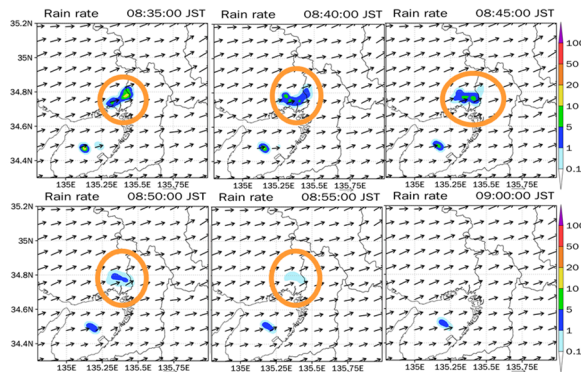 Rain rate 08:35:00 JST Rain rate 08:40:00 JST Rain rate 08:45:00 JST
35.2N
100
35N
50
20
34.8N
10
34.6N
5
1
34.4N
0.1
135E 135.25E 135.5E 135.75E 135E 135.25E 135.5E 135.75E 135E 135.25E 135.5E 135.75E
Rain rate 08:50:00 JST Rain rate 08:55:00 JST Rain rate 09:00:00 JST
35.2N
100
35N
50
20
34.8N
10
34.6N
5
1
34.4N
0.1
135E 135.25E 135.5E 135.75E 135E 135.25E 135.5E 135.75E 135E 135.25E 135.5E 135.75E